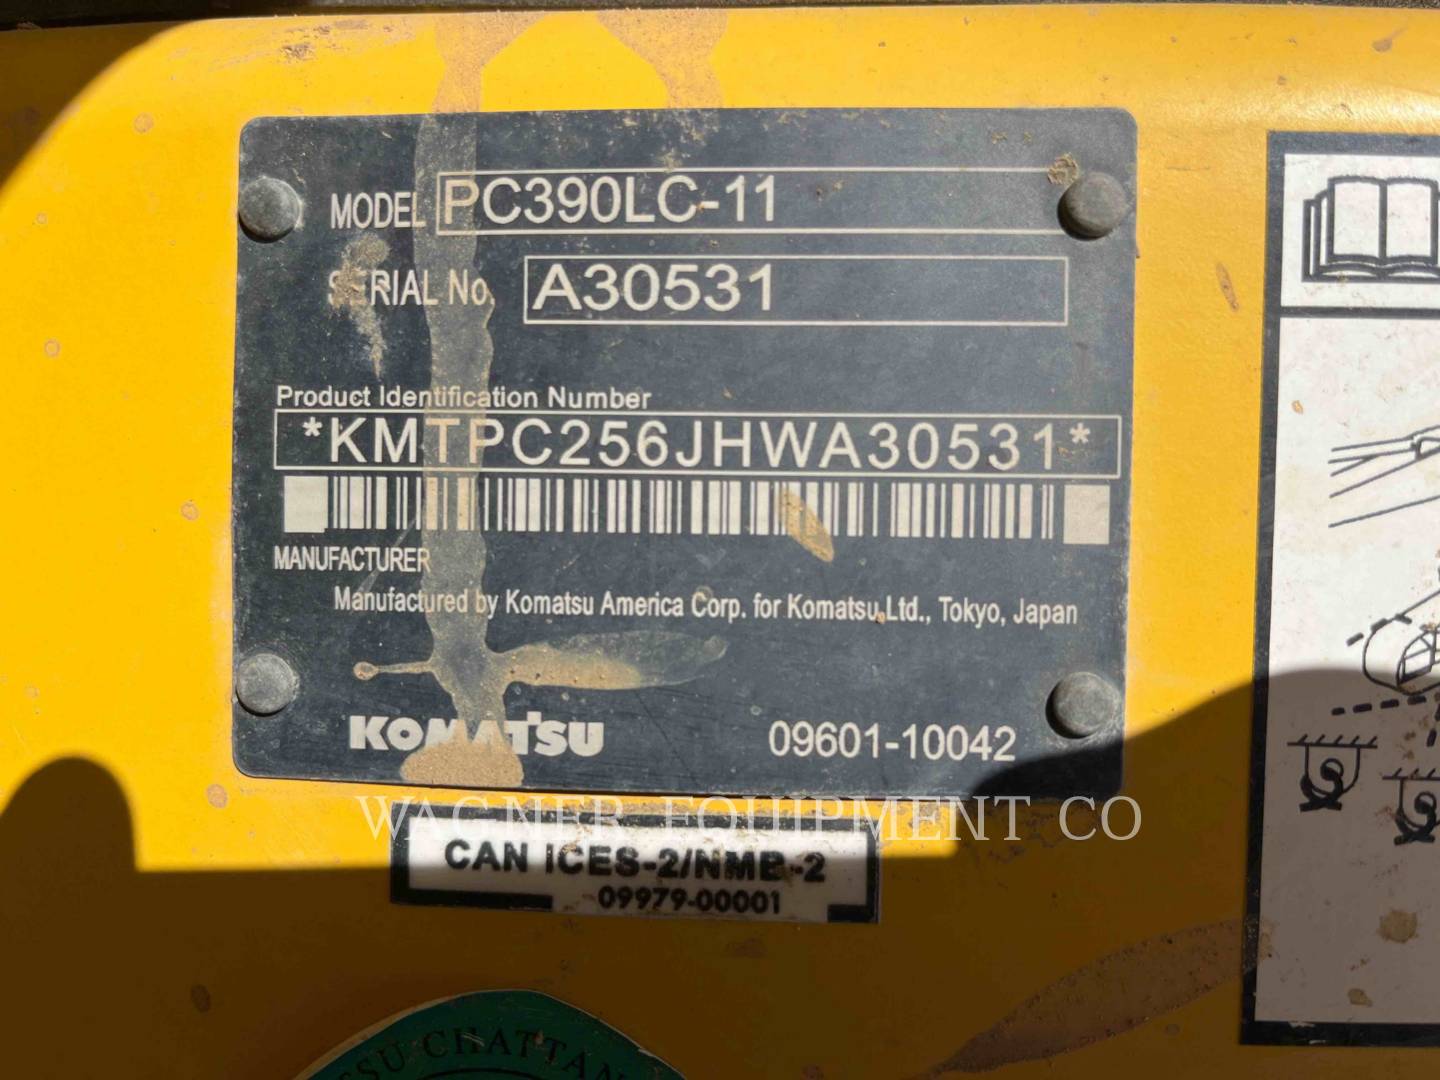 MODEL PC390LC-11
SERIAL No. A30531
Product Identification Number
*KMTPC256JHWA30531*
MANUFACTURER
Manufactured by Komatsu America Corp. for Komatsu Ltd., Tokyo, Japan
KOMATSU 09601-10042
WAGNER EQUIPMENT CO
CAN ICES-2/NMB-2
09979-00001